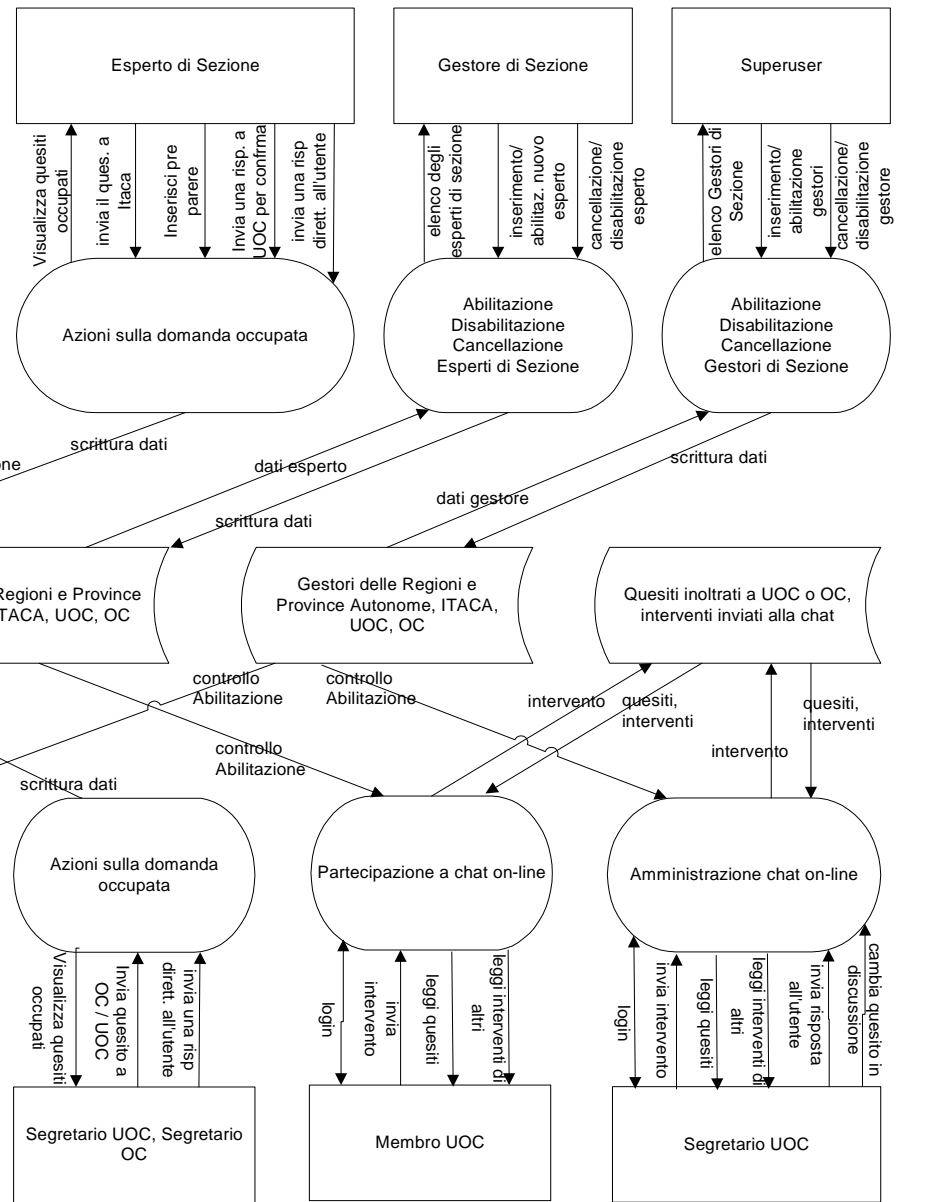 Esperto di Sezione
Gestore di Sezione
Superuser
Visualizza quesiti
occupati
invia il ques. a
Itaca
Inserisci pre
parere
Invia una risp. a
UOC per confrma
invia una risp
dirett. all'utente
elenco degli
esperti di sezione
inserimento/
abilitaz. nuovo
esperto
cancellazione/
disabilitazione
esperto
elenco Gestori di
Sezione
inserimento/
abilitazione
gestori
cancellazione/
disabilitazione
gestore
Azioni sulla domanda occupata
Abilitazione
Disabilitazione
Cancellazione
Esperti di Sezione
Abilitazione
Disabilitazione
Cancellazione
Gestori di Sezione
scrittura dati
one
dati esperto
scrittura dati
dati gestore
scrittura dati
Regioni e Province
TACA, UOC, OC
Gestori delle Regioni e
Province Autonome, ITACA,
UOC, OC
Quesiti inoltrati a UOC o OC,
interventi inviati alla chat
controllo
Abilitazione
controllo
Abilitazione
controllo
Abilitazione
intervento
quesiti,
interventi
intervento
quesiti,
interventi
scrittura dati
Azioni sulla domanda
occupata
Partecipazione a chat on-line
Amministrazione chat on-line
Visualizza quesiti
occupati
Invia quesito a
OC / UOC
invia una risp
dirett. all'utente
login
invia
intervento
leggi quesiti
leggi interventi di
altri
login
invia intervento
leggi quesiti
leggi interventi di
altri
invia risposta
all'utente
cambia quesito in
discussione
Segretario UOC, Segretario
OC
Membro UOC
Segretario UOC